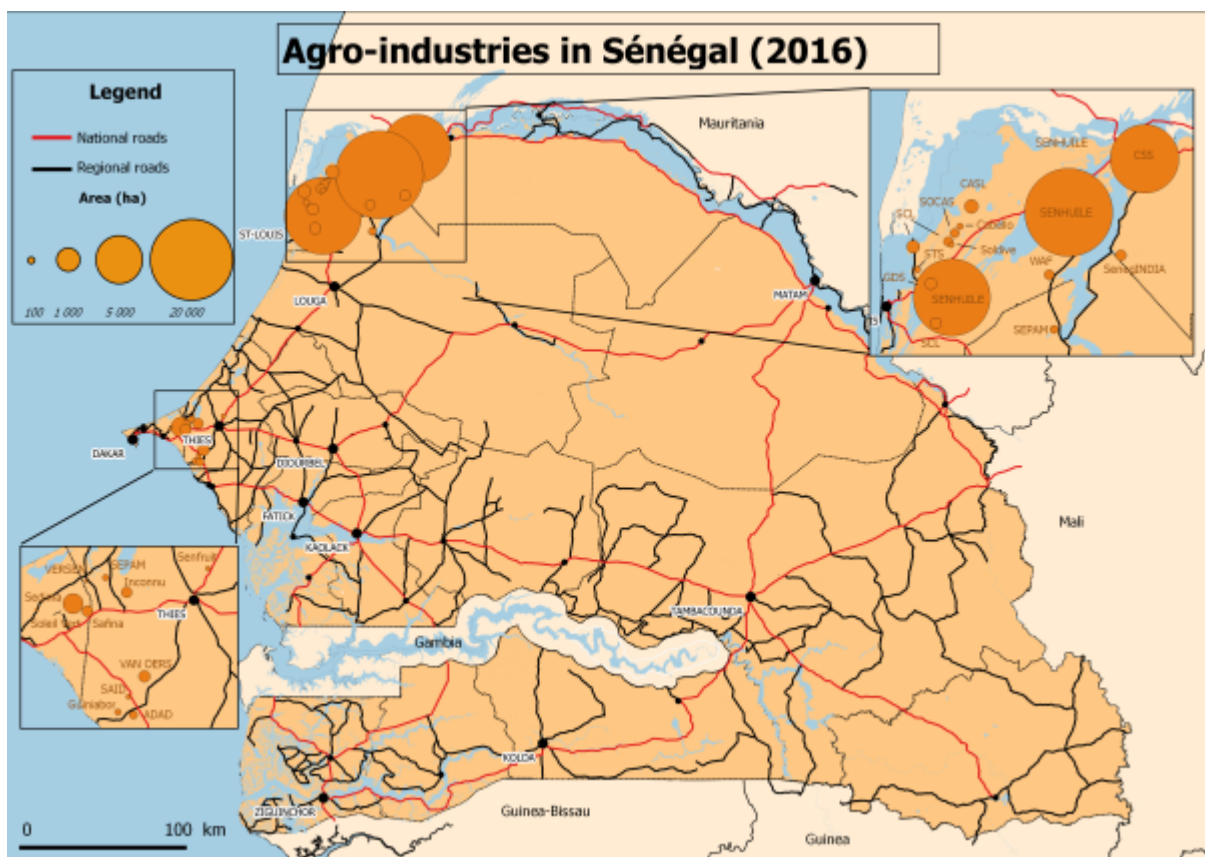 Agro-industries in Sénégal (2016)
Legend
National roads
Regional roads
Area (ha)
100 1 000 5 000 20 000
Mauritania
SENHUILE
CSS
CASL
SOCAS
SENHUILE
Soldive
STS
WAF
GDS
SenegINDIA
SENHUILE
SEPAM
SCL
ST-LOUIS
LOUGA
MATAM
DAKAR
THIES
DIOURBEL
FATICK
KAOLACK
Mali
VERSEN
SEPAM
Senfruit
Inconnu
THIES
Safina
VAN OERS
SAID
ADAD
TAMBACOUNDA
Gambia
KOLDA
ZIGUINCHOR
Guinea-Bissau
Guinea
0 100 km